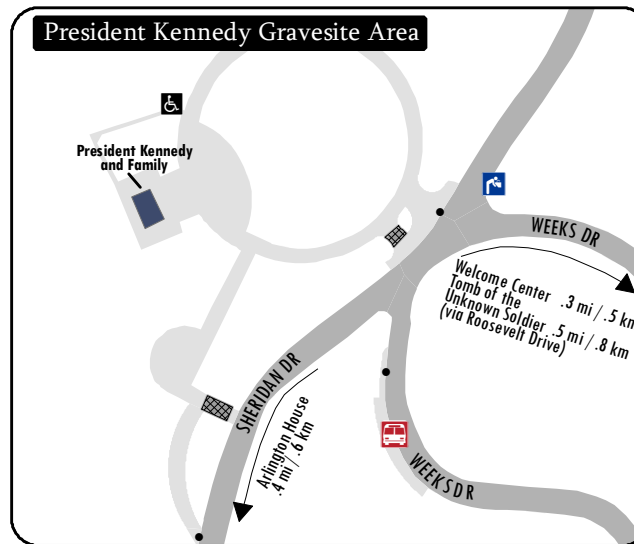 President Kennedy Gravesite Area
President Kennedy
and Family
WEEKS DR
Welcome Center .3 mi / .5 km
Tomb of the
Unknown Soldier .5 mi / .8 km
(via Roosevelt Drive)
SHERIDAN DR
Arlington House
.4 mi / .6 km
WEEKS DR